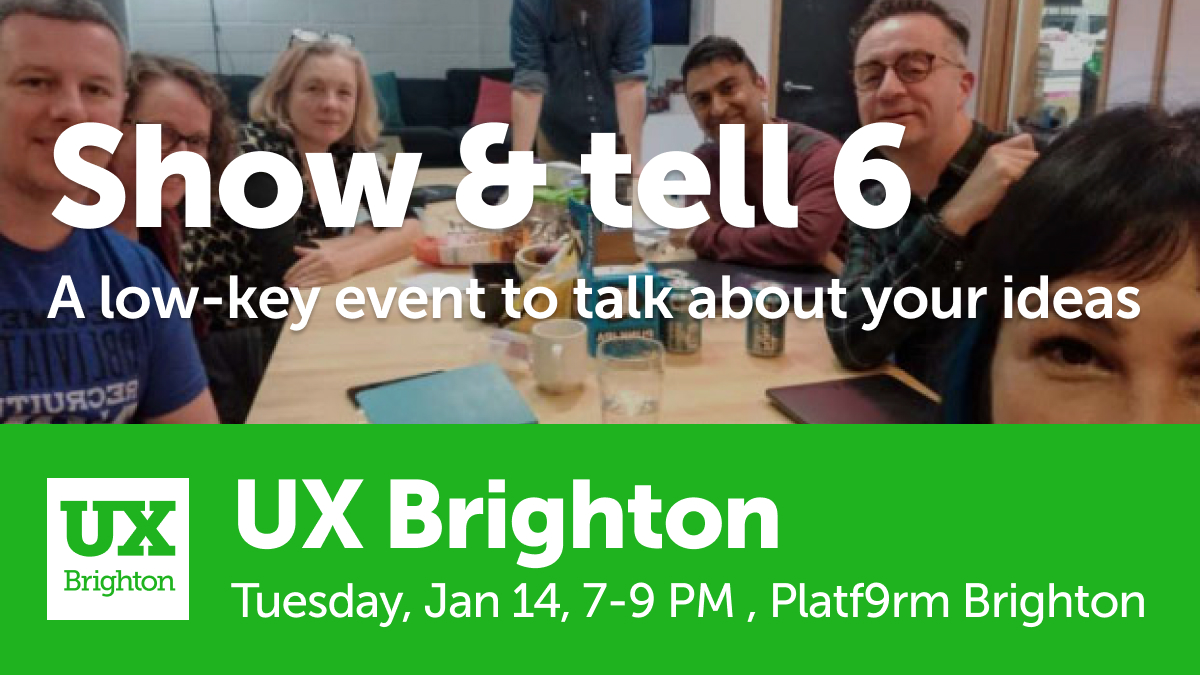 Show & tell 6
A low-key event to talk about your ideas
UX
Brighton
UX Brighton
Tuesday, Jan 14, 7-9 PM , Platf9rm Brighton